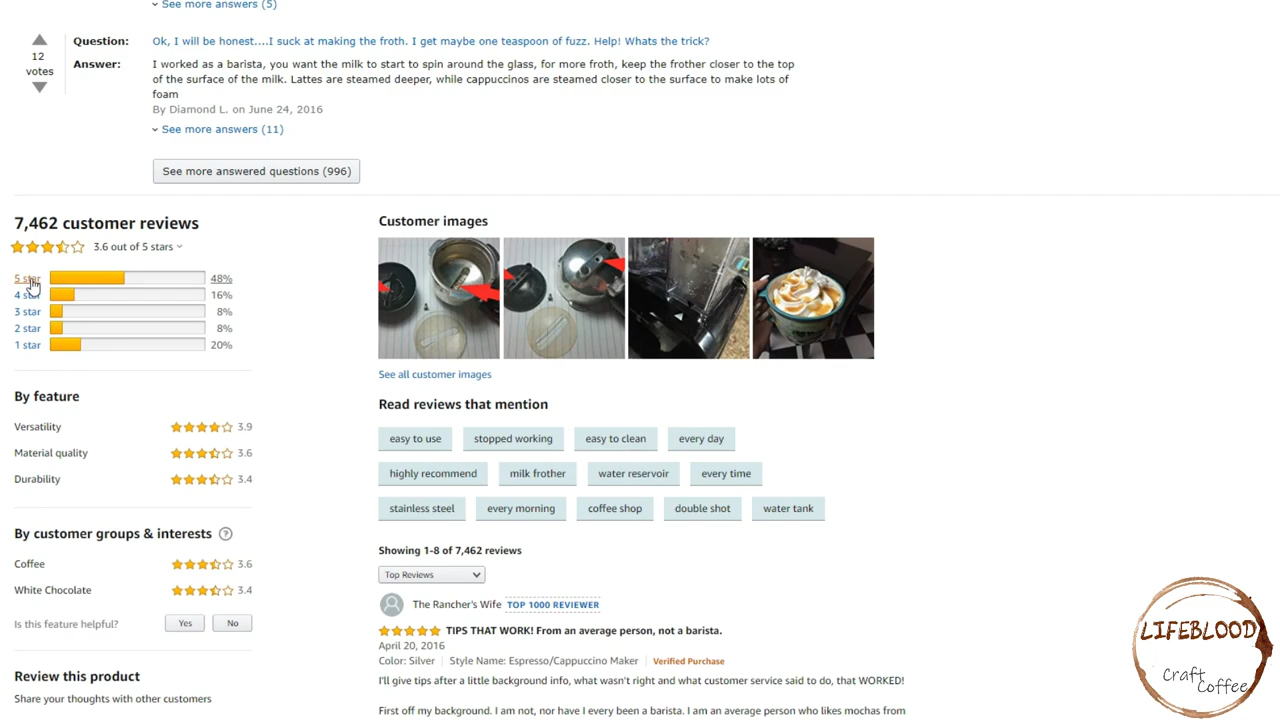 See more answers (5)
12
votes
Question: Ok, I will be honest....I suck at making the froth. I get maybe one teaspoon of fuzz. Help! Whats the trick?
Answer: I worked as a barista, you want the milk to start to spin around the glass, for more froth, keep the frother closer to the top
of the surface of the milk. Lattes are steamed deeper, while cappuccinos are steamed closer to the surface to make lots of
foam
By Diamond L. on June 24, 2016
See more answers (11)
See more answered questions (996)
7,462 customer reviews
3.6 out of 5 stars
5 star 48%
4 star 16%
3 star 8%
2 star 8%
1 star 20%
By feature
Versatility 3.9
Material quality 3.6
Durability 3.4
By customer groups & interests ?
Coffee 3.6
White Chocolate 3.4
Is this feature helpful? Yes No
Review this product
Share your thoughts with other customers
Customer images
See all customer images
Read reviews that mention
easy to use stopped working easy to clean every day
highly recommend milk frother water reservoir every time
stainless steel every morning coffee shop double shot water tank
Showing 1-8 of 7,462 reviews
Top Reviews
The Rancher's Wife TOP 1000 REVIEWER
TIPS THAT WORK! From an average person, not a barista.
April 20, 2016
Color: Silver | Style Name: Espresso/Cappuccino Maker | Verified Purchase
I'll give tips after a little background info, what wasn't right and what customer service said to do, that WORKED!
First off my background. I am not, nor have I every been a barista. I am an average person who likes mochas from
LIFEBLOOD
Craft
Coffee